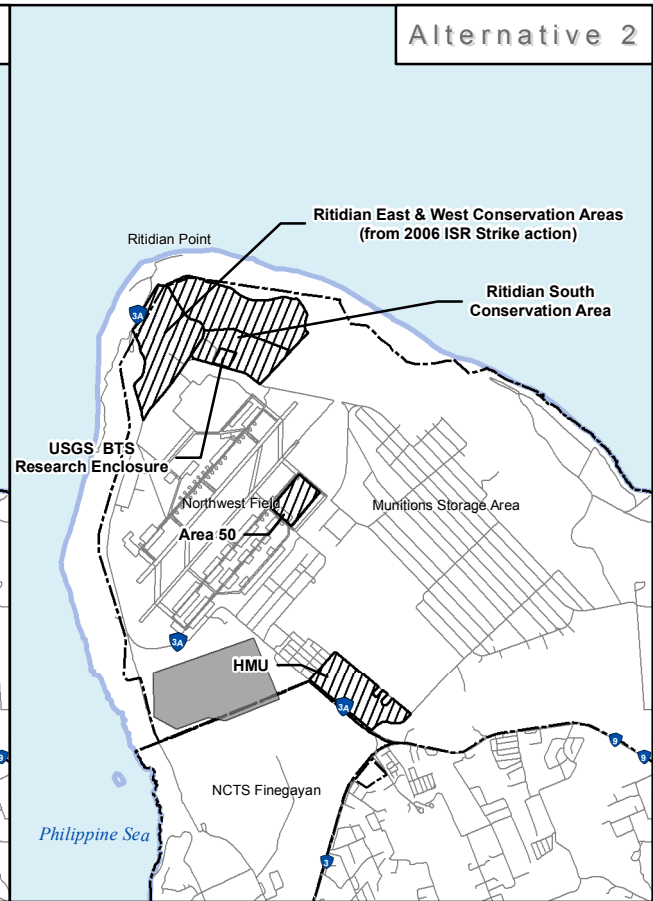 Alternative 2
Ritidian East & West Conservation Areas
(from 2006 ISR Strike action)
Ritidian Point
Ritidian South
Conservation Area
3A
USGS BTS
Research Enclosure
Northwest Field
Munitions Storage Area
Area 50
3A
HMU
3A
9
9
9
NCTS Finegayan
Philippine Sea
3